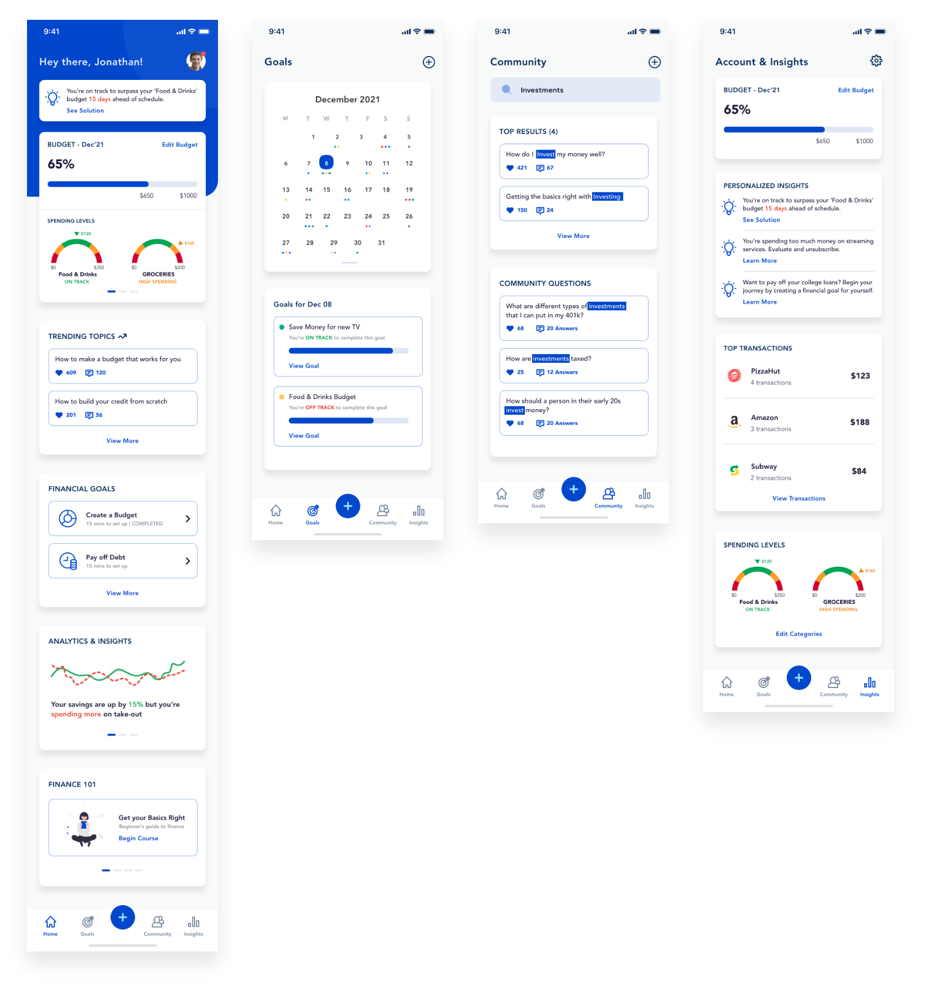 9:41
Hey there, Jonathan!
You're on track to surpass your 'Food & Drinks'
budget 15 days ahead of schedule.
See Solution
BUDGET - Dec'21
Edit Budget
65%
$650
$1000
SPENDING LEVELS
$120
$0
$350
Food & Drinks
ON TRACK
$160
$0
$200
GROCERIES
HIGH SPENDING
TRENDING TOPICS
How to make a budget that works for you
609
120
How to build your credit from scratch
201
56
View More
FINANCIAL GOALS
Create a Budget
15 mins to set up | COMPLETED
Pay off Debt
10 mins to set up
View More
ANALYTICS & INSIGHTS
Your savings are up by 15% but you're
spending more on take-out
FINANCE 101
Get your Basics Right
Beginner's guide to finance
Begin Course
Home
Goals
Community
Insights
9:41
Goals
December 2021
M T W T F S S
1 2 3 4 5
6 7 8 9 10 11 12
13 14 15 16 17 18 19
20 21 22 23 24 25 26
27 28 29 30 31
Goals for Dec 08
Save Money for new TV
You're ON TRACK to complete this goal
View Goal
Food & Drinks Budget
You're OFF TRACK to complete this goal
View Goal
Home
Goals
Community
Insights
9:41
Community
Investments
TOP RESULTS (4)
How do I Invest my money well?
421
67
Getting the basics right with Investing
150
24
View More
COMMUNITY QUESTIONS
What are different types of investments
that I can put in my 401k?
68
20 Answers
How are investments taxed?
25
12 Answers
How should a person in their early 20s
invest money?
68
20 Answers
Home
Goals
Community
Insights
9:41
Account & Insights
BUDGET - Dec'21
Edit Budget
65%
$650
$1000
PERSONALIZED INSIGHTS
You're on track to surpass your 'Food & Drinks'
budget 15 days ahead of schedule.
See Solution
You're spending too much money on streaming
services. Evaluate and unsubscribe.
Learn More
Want to pay off your college loans? Begin your
journey by creating a financial goal for yourself.
Learn More
TOP TRANSACTIONS
PizzaHut
4 transactions
$123
a
Amazon
3 transactions
$188
Subway
2 transactions
$84
View Transactions
SPENDING LEVELS
$120
$0
$350
Food & Drinks
ON TRACK
$160
$0
$200
GROCERIES
HIGH SPENDING
Edit Categories
Home
Goals
Community
Insights